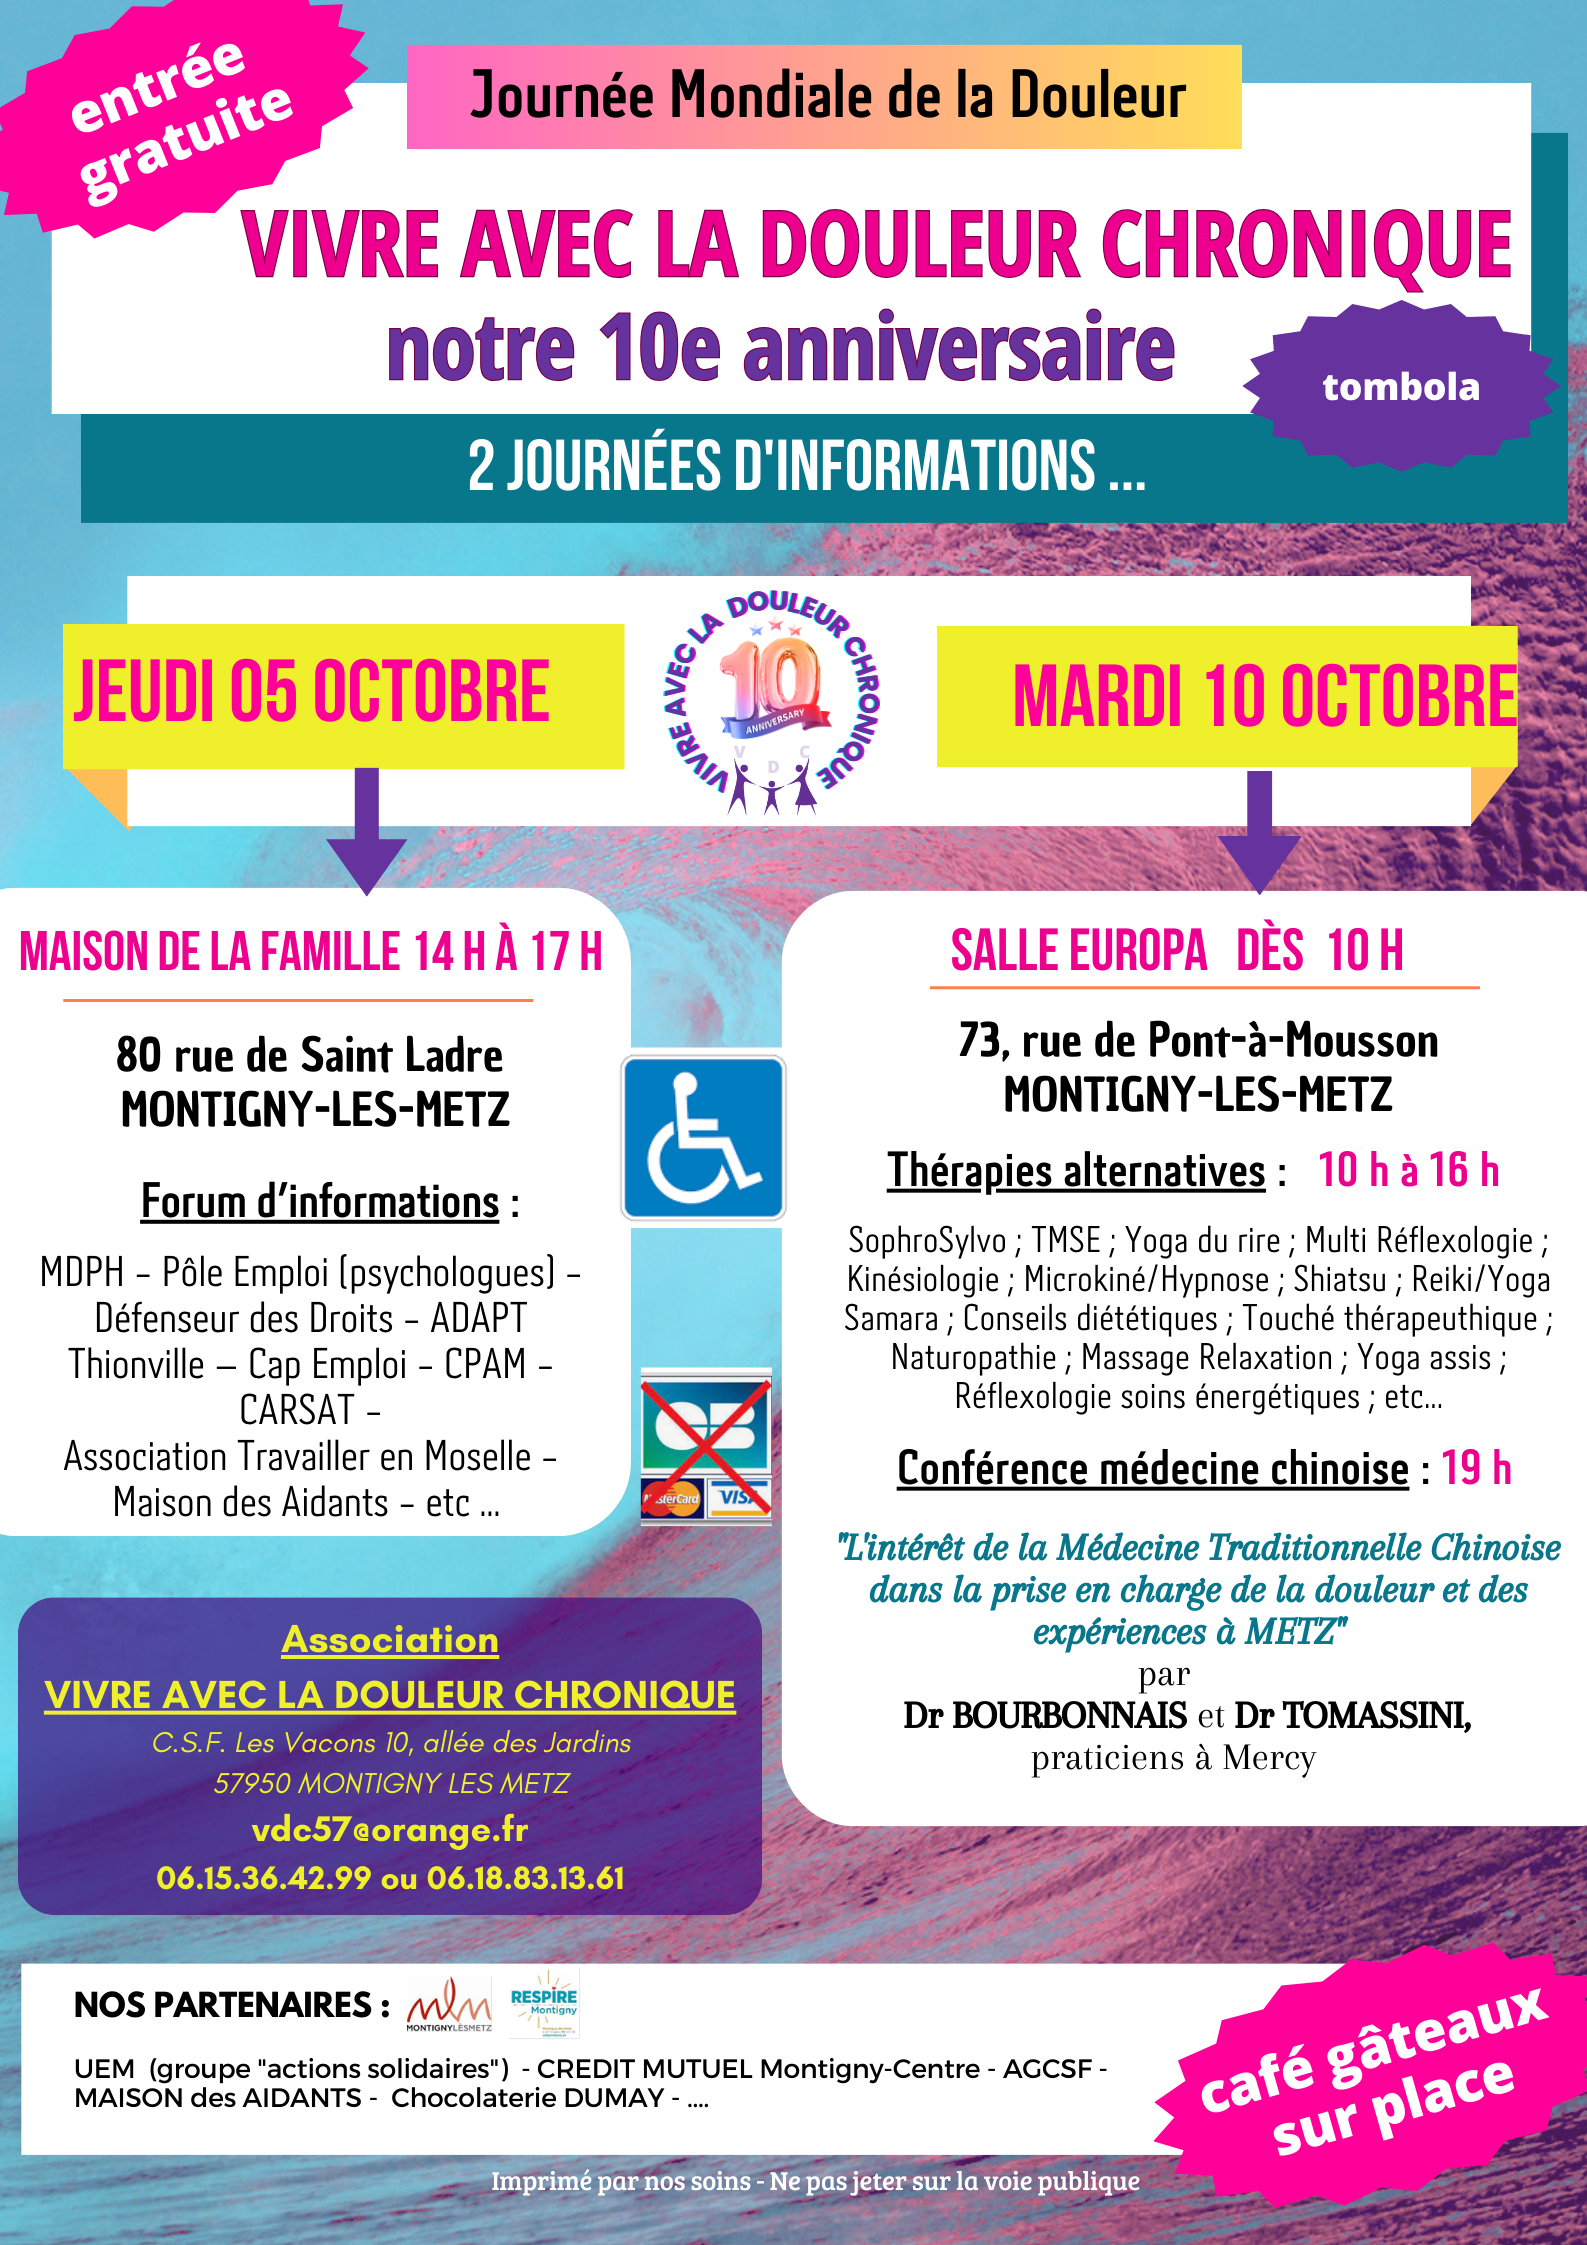 entrée
gratuite
Journée Mondiale de la Douleur
VIVRE AVEC LA DOULEUR CHRONIQUE
notre 10e anniversaire
tombola
2 JOURNÉES D'INFORMATIONS ...
JEUDI 05 OCTOBRE
VIVRE AVEC LA DOULEUR CHRONIQUE
10
ANNIVERSARY
V D C
MARDI 10 OCTOBRE
MAISON DE LA FAMILLE 14 H À 17 H
80 rue de Saint Ladre
MONTIGNY-LES-METZ
Forum d'informations :
MDPH - Pôle Emploi (psychologues) -
Défenseur des Droits - ADAPT
Thionville – Cap Emploi - CPAM -
CARSAT -
Association Travailler en Moselle -
Maison des Aidants - etc ...
CB
MasterCard VISA
SALLE EUROPA DÈS 10 H
73, rue de Pont-à-Mousson
MONTIGNY-LES-METZ
Thérapies alternatives : 10 h à 16 h
SophroSylvo ; TMSE ; Yoga du rire ; Multi Réflexologie ;
Kinésiologie ; Microkiné/Hypnose ; Shiatsu ; Reiki/Yoga
Samara ; Conseils diététiques ; Touché thérapeuthique ;
Naturopathie ; Massage Relaxation ; Yoga assis ;
Réflexologie soins énergétiques ; etc...
Conférence médecine chinoise : 19 h
"L'intérêt de la Médecine Traditionnelle Chinoise
dans la prise en charge de la douleur et des
expériences à METZ"
par
Dr BOURBONNAIS et Dr TOMASSINI,
praticiens à Mercy
Association
VIVRE AVEC LA DOULEUR CHRONIQUE
C.S.F. Les Vacons 10, allée des Jardins
57950 MONTIGNY LES METZ
vdc57@orange.fr
06.15.36.42.99 ou 06.18.83.13.61
NOS PARTENAIRES :
mlm
MONTIGNYLÈSMETZ
RESPIRE
Montigny
UEM (groupe "actions solidaires") - CREDIT MUTUEL Montigny-Centre - AGCSF -
MAISON des AIDANTS - Chocolaterie DUMAY - ....
café gâteaux
sur place
Imprimé par nos soins - Ne pas jeter sur la voie publique